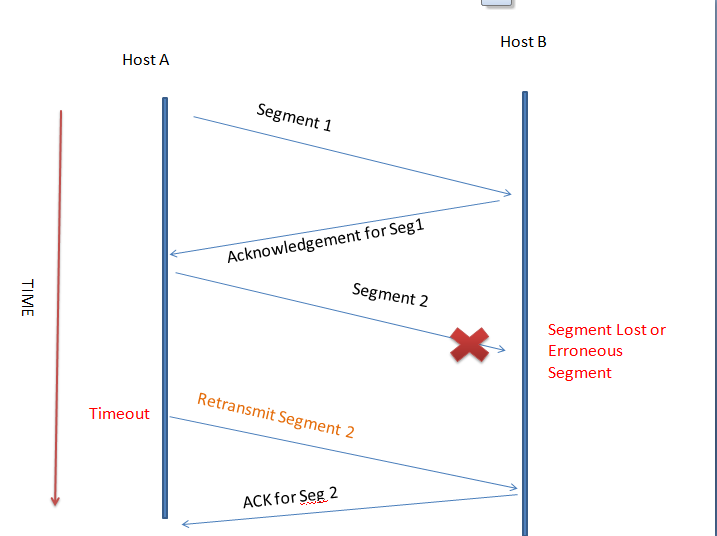 Host B
Host A
Segment 1
Acknowledgement for Seg1
Segment 2
TIME
Segment Lost or
Erroneous
Segment
Timeout
Retransmit Segment 2
ACK for Seg 2